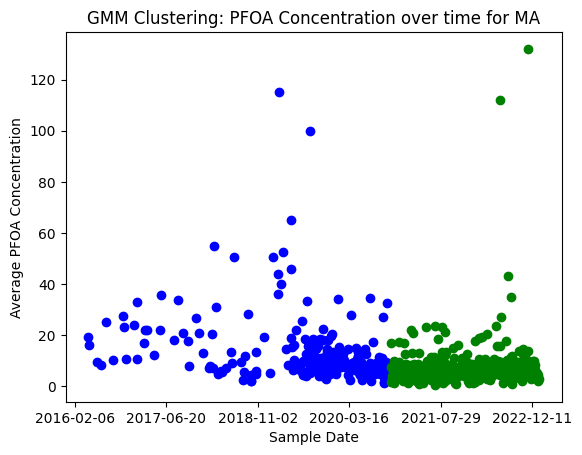 GMM Clustering: PFOA Concentration over time for MA
120
100
80
60
40
20
0
Average PFOA Concentration
2016-02-06 2017-06-20 2018-11-02 2020-03-16 2021-07-29 2022-12-11
Sample Date